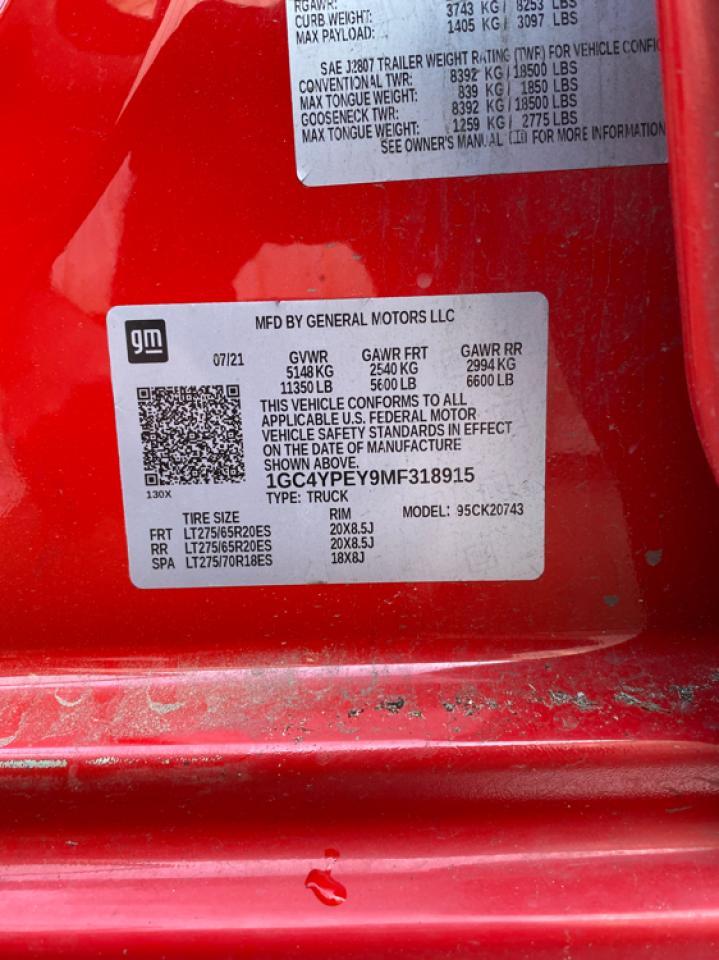 RGAWR:
CURB WEIGHT: 3743 KG / 8253 LBS
MAX PAYLOAD: 1405 KG / 3097 LBS
SAE J2807 TRAILER WEIGHT RATING (TWR) FOR VEHICLE
CONVENTIONAL TWR: 8392 KG / 18500 LBS
MAX TONGUE WEIGHT: 839 KG / 1850 LBS
GOOSENECK TWR: 8392 KG / 18500 LBS
MAX TONGUE WEIGHT: 1259 KG / 2775 LBS
SEE OWNER'S MANUAL FOR MORE INFORMATION
gm
MFD BY GENERAL MOTORS LLC
07/21 GVWR GAWR FRT GAWR RR
5148 KG 2540 KG 2994 KG
11350 LB 5600 LB 6600 LB
THIS VEHICLE CONFORMS TO ALL
APPLICABLE U.S. FEDERAL MOTOR
VEHICLE SAFETY STANDARDS IN EFFECT
ON THE DATE OF MANUFACTURE
SHOWN ABOVE.
130X
1GC4YPEY9MF318915
TYPE: TRUCK
MODEL: 95CK20743
TIRE SIZE RIM
FRT LT275/65R20ES 20X8.5J
RR LT275/65R20ES 20X8.5J
SPA LT275/70R18ES 18X8J